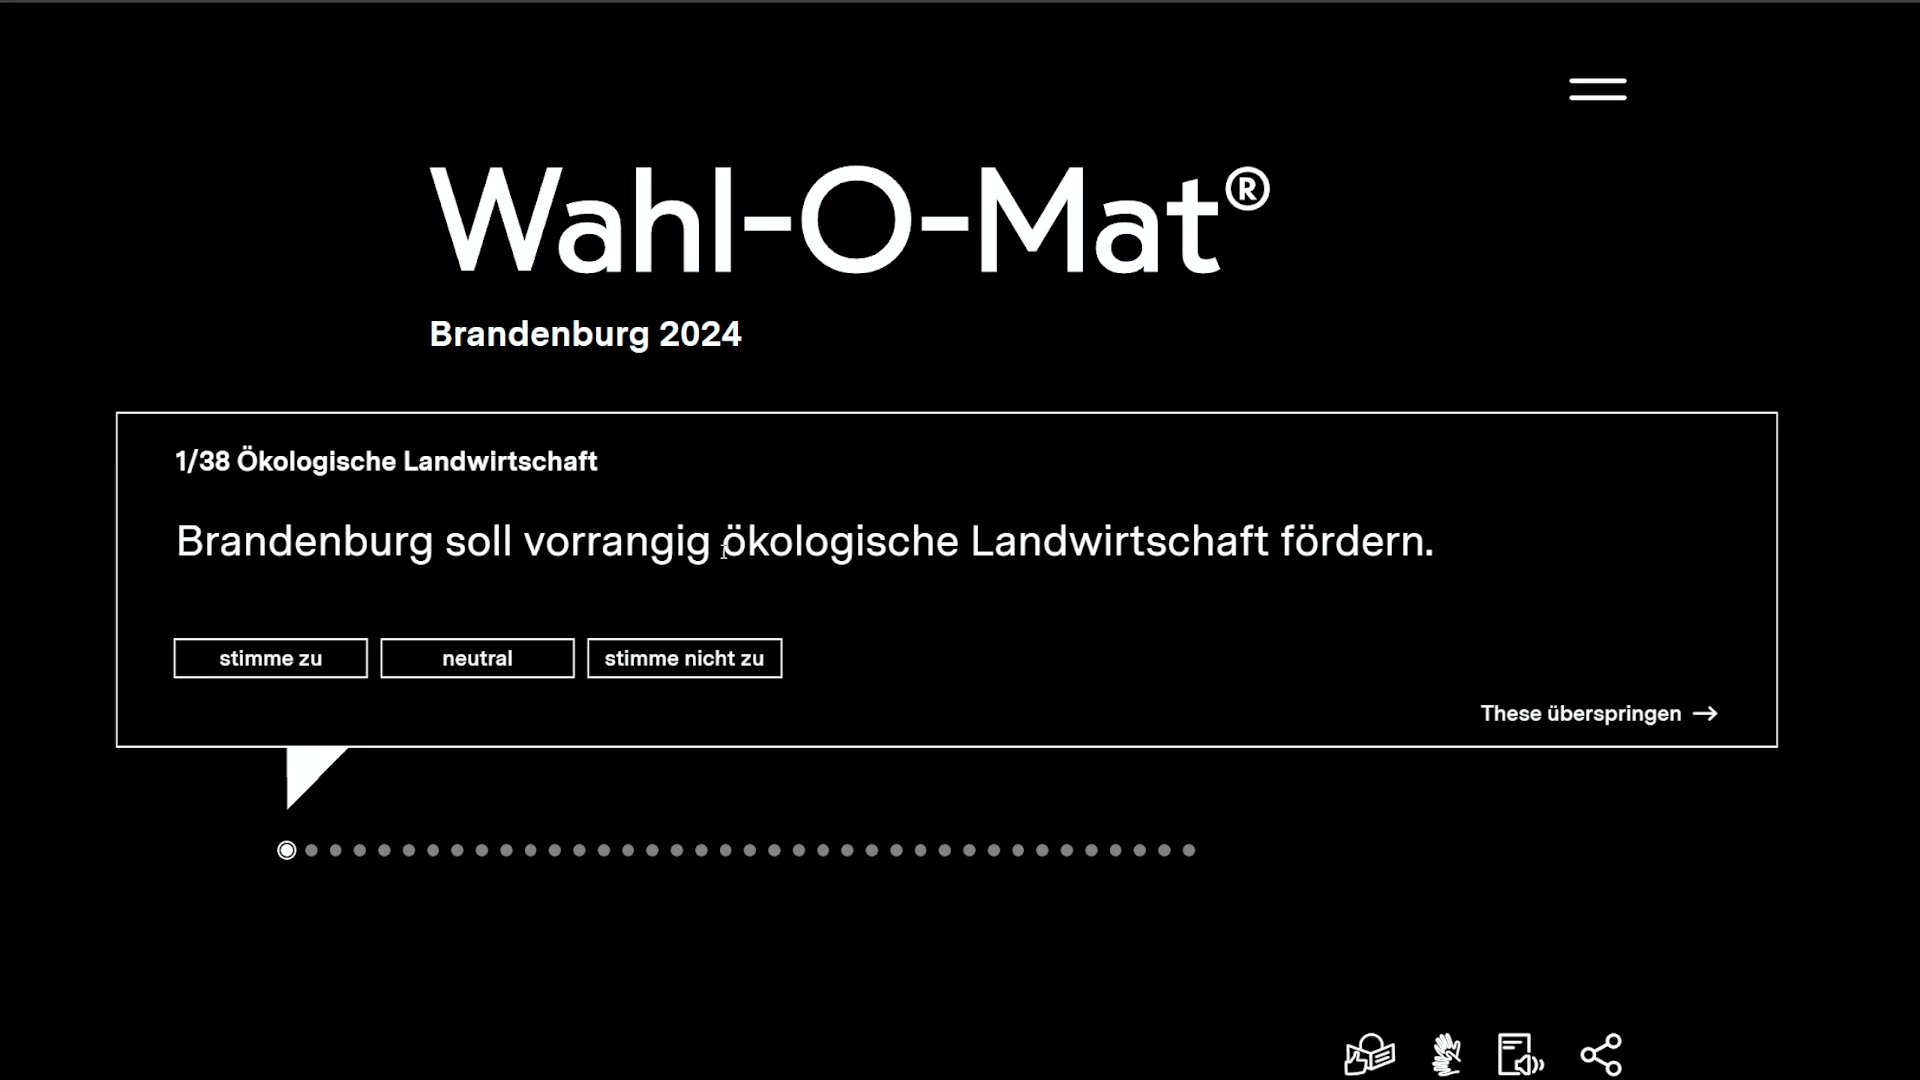 Wahl-O-Mat®
Brandenburg 2024
1/38 Ökologische Landwirtschaft
Brandenburg soll vorrangig ökologische Landwirtschaft fördern.
stimme zu
neutral
stimme nicht zu
These überspringen →